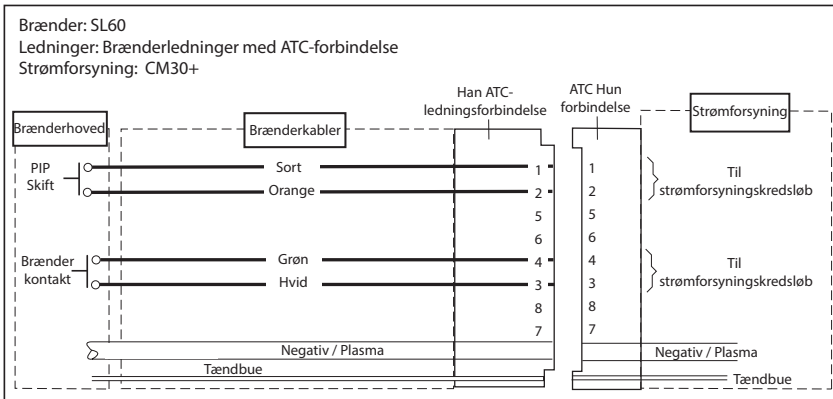 Brænder: SL60
Ledninger: Brænderledninger med ATC-forbindelse
Strømforsyning: CM30+
Han ATC-
ledningsforbindelse
ATC Hun
forbindelse
Brænderhoved
Brænderkabler
Strømforsyning
PIP
Skift
Sort
1
1
Til
strømforsyningskredsløb
Orange
2
2
5
5
6
6
Brænder
kontakt
Grøn
4
4
Til
strømforsyningskredsløb
Hvid
3
3
8
8
7
7
Negativ / Plasma
Negativ / Plasma
Tændbue
Tændbue